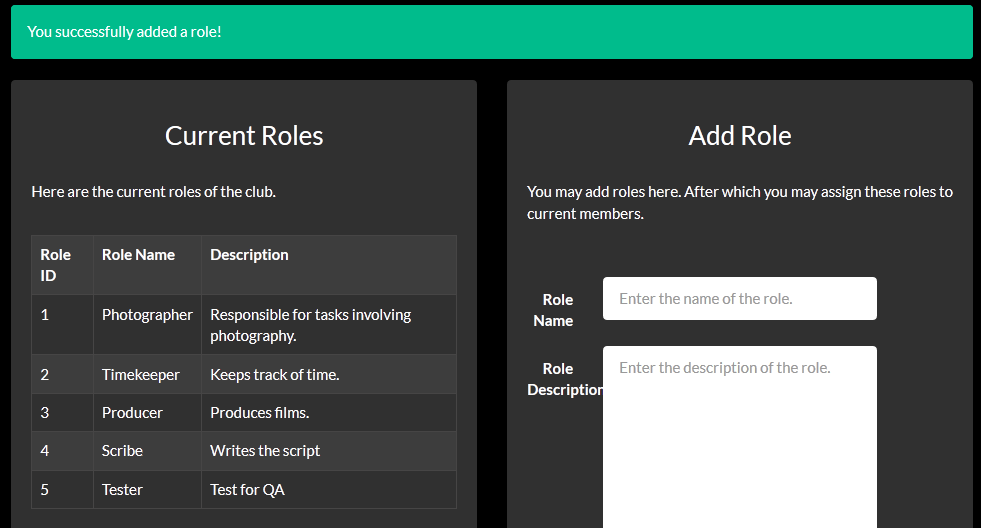 You successfully added a role!
Current Roles
Here are the current roles of the club.
Role ID Role Name Description
1 Photographer Responsible for tasks involving photography.
2 Timekeeper Keeps track of time.
3 Producer Produces films.
4 Scribe Writes the script
5 Tester Test for QA
Add Role
You may add roles here. After which you may assign these roles to
current members.
Role Name Enter the name of the role.
Role Description Enter the description of the role.